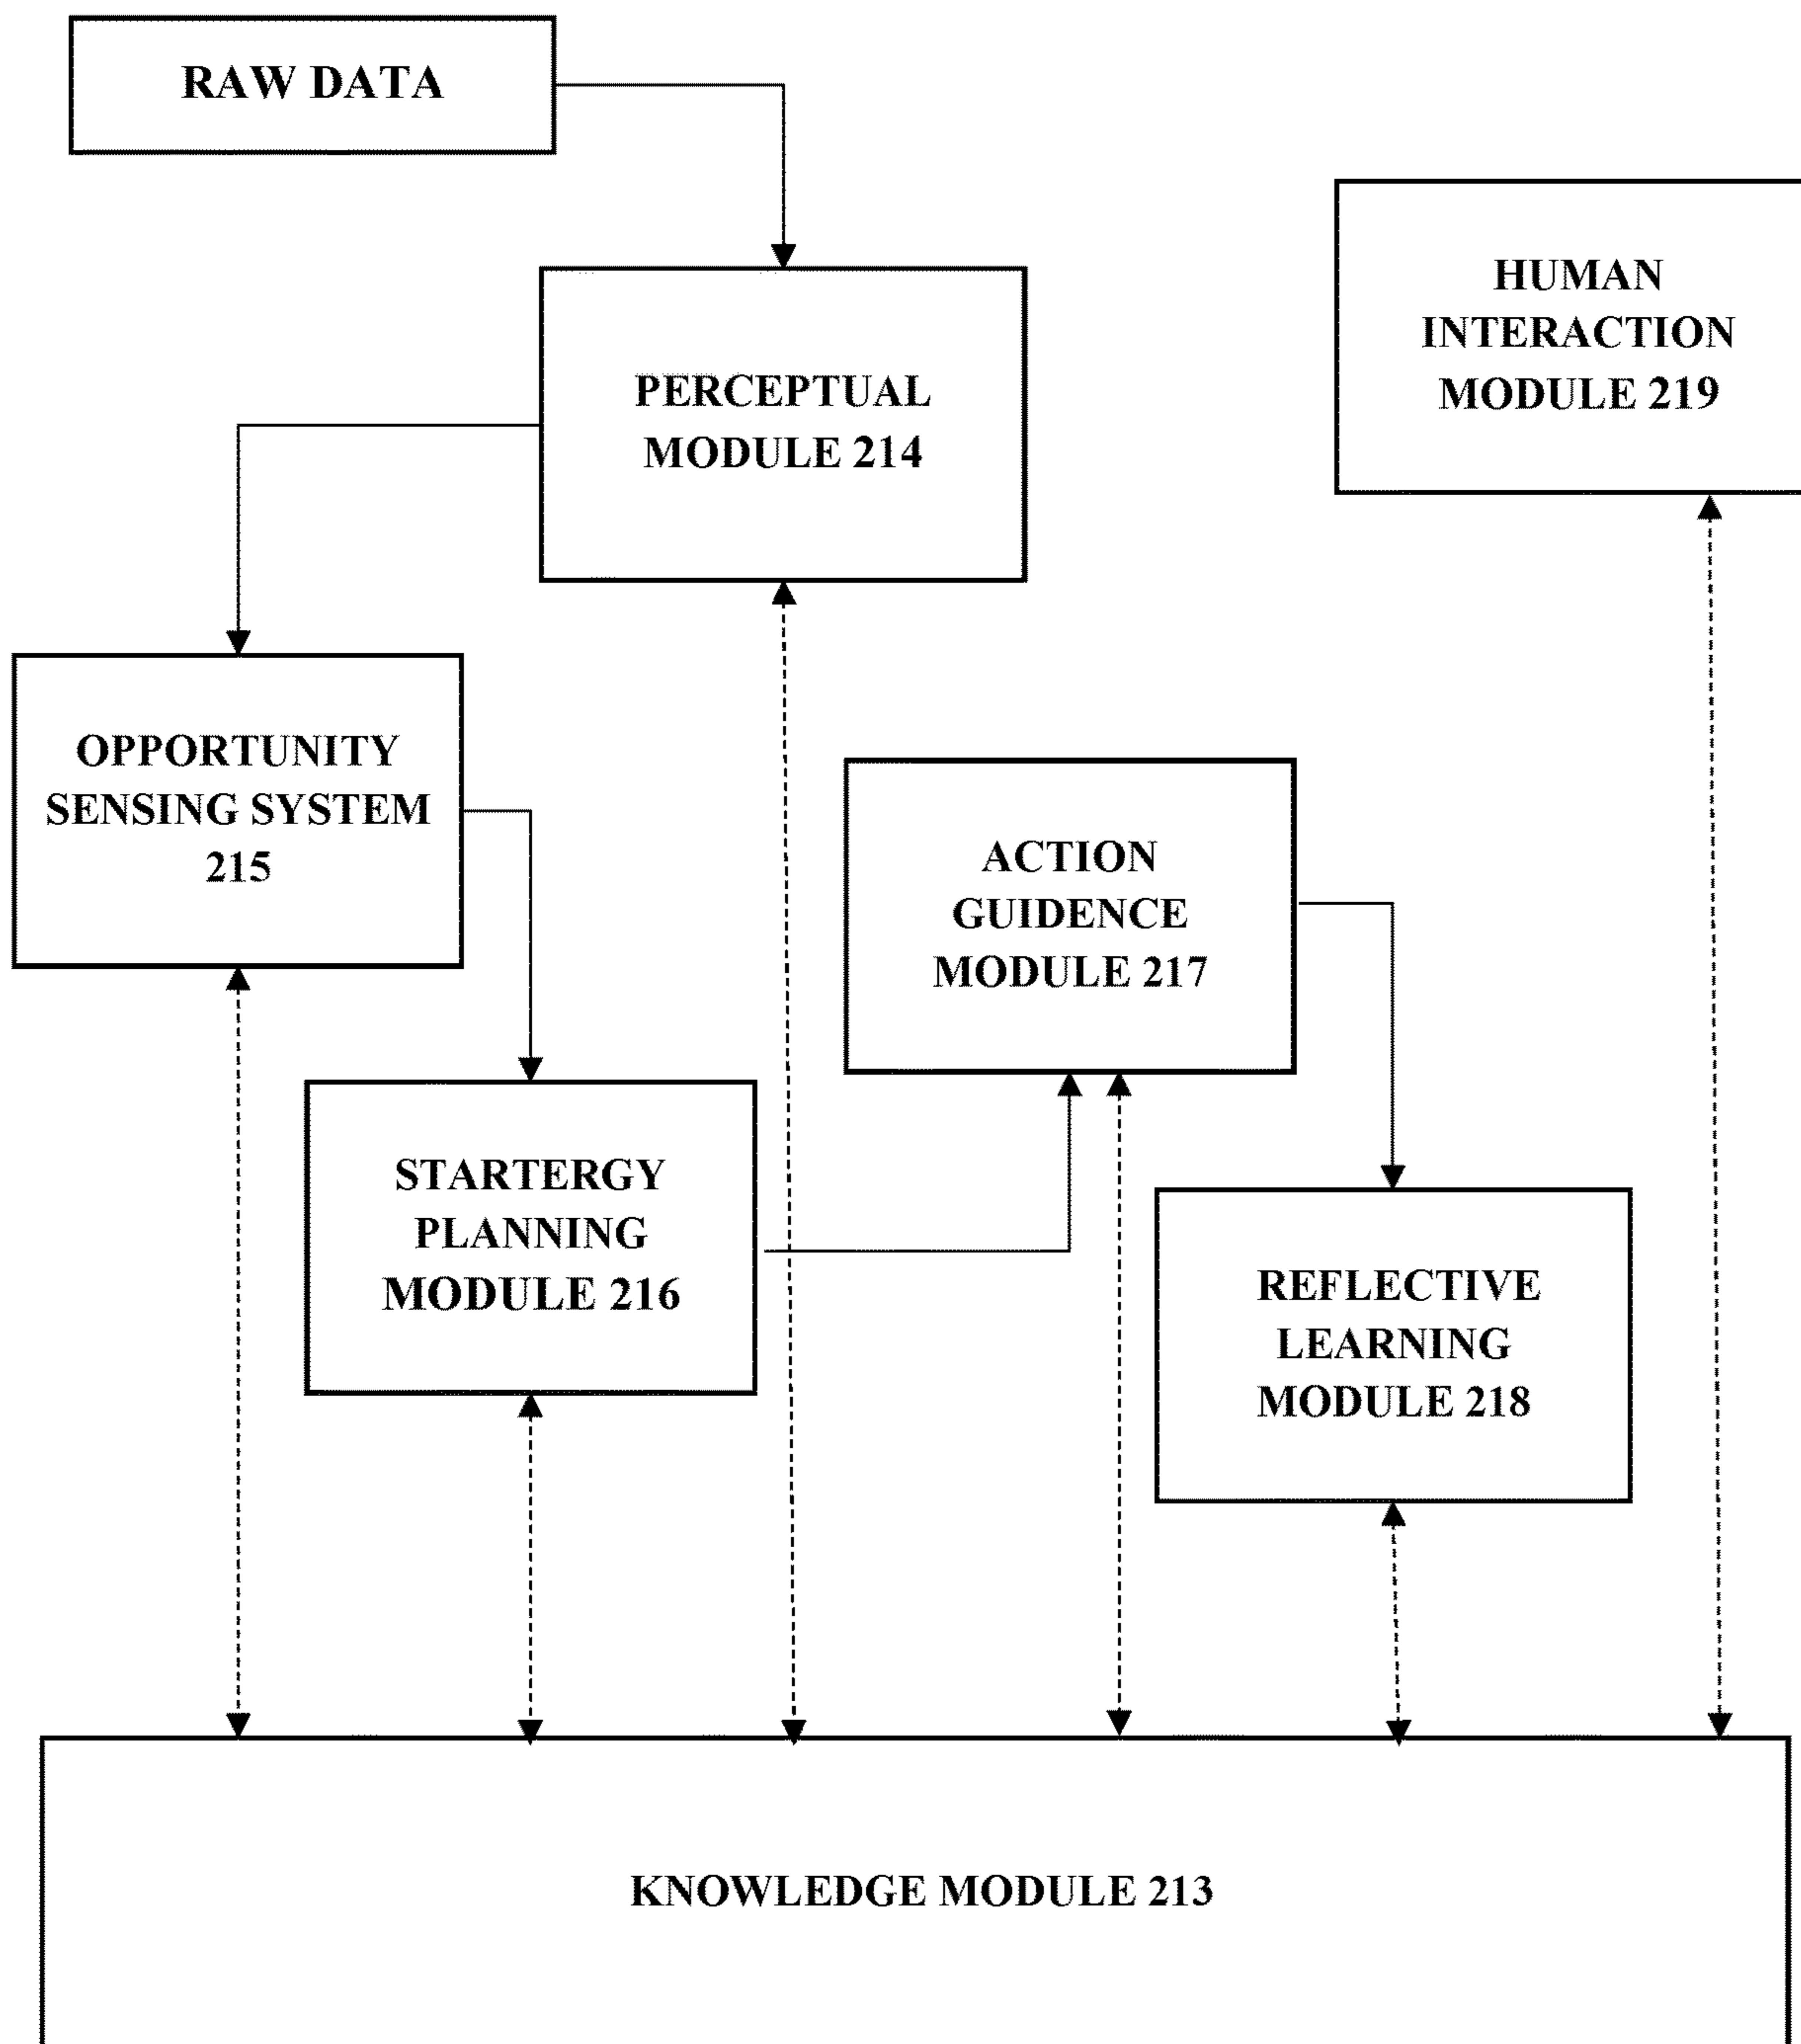 RAW DATA
HUMAN
INTERACTION
MODULE 219
PERCEPTUAL
MODULE 214
OPPORTUNITY
SENSING SYSTEM
215
ACTION
GUIDENCE
MODULE 217
STARTERGY
PLANNING
MODULE 216
REFLECTIVE
LEARNING
MODULE 218
KNOWLEDGE MODULE 213